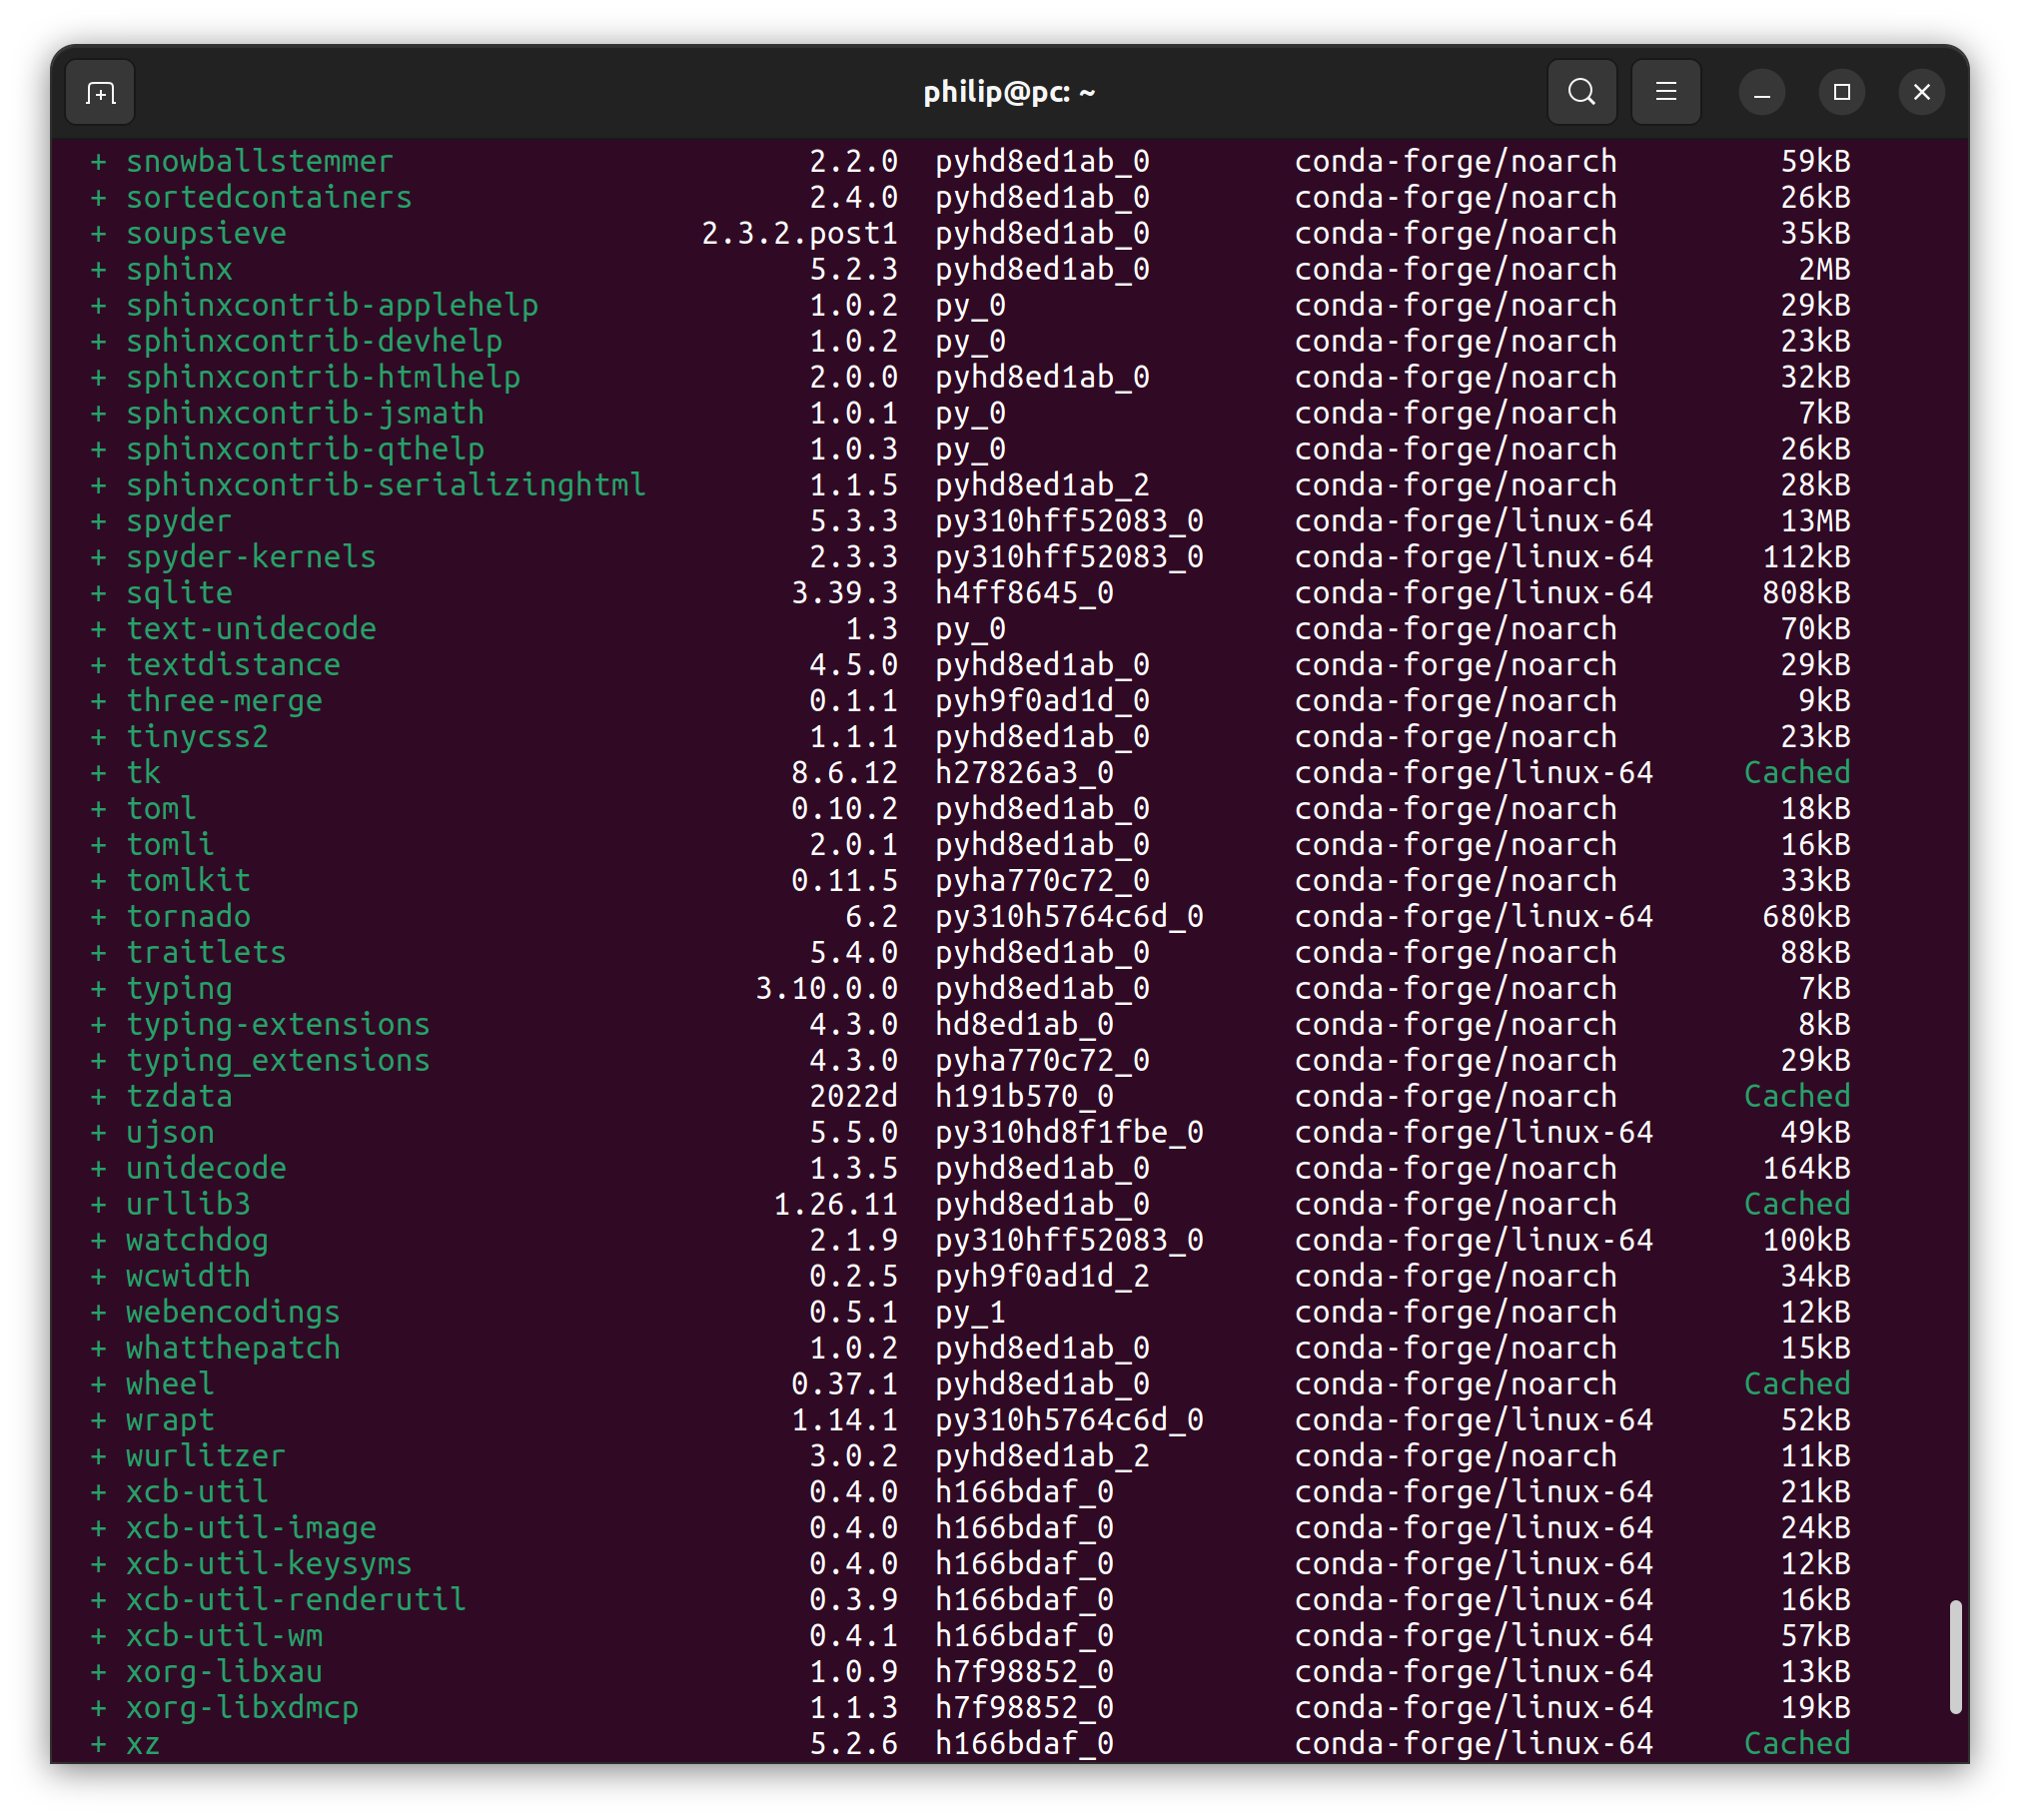 philip@pc: ~
+ snowballstemmer 2.2.0 pyhd8ed1ab_0 conda-forge/noarch 59kB
+ sortedcontainers 2.4.0 pyhd8ed1ab_0 conda-forge/noarch 26kB
+ soupsieve 2.3.2.post1 pyhd8ed1ab_0 conda-forge/noarch 35kB
+ sphinx 5.2.3 pyhd8ed1ab_0 conda-forge/noarch 2MB
+ sphinxcontrib-applehelp 1.0.2 py_0 conda-forge/noarch 29kB
+ sphinxcontrib-devhelp 1.0.2 py_0 conda-forge/noarch 23kB
+ sphinxcontrib-htmlhelp 2.0.0 pyhd8ed1ab_0 conda-forge/noarch 32kB
+ sphinxcontrib-jsmath 1.0.1 py_0 conda-forge/noarch 7kB
+ sphinxcontrib-qthelp 1.0.3 py_0 conda-forge/noarch 26kB
+ sphinxcontrib-serializinghtml 1.1.5 pyhd8ed1ab_2 conda-forge/noarch 28kB
+ spyder 5.3.3 py310hff52083_0 conda-forge/linux-64 13MB
+ spyder-kernels 2.3.3 py310hff52083_0 conda-forge/linux-64 112kB
+ sqlite 3.39.3 h4ff8645_0 conda-forge/linux-64 808kB
+ text-unidecode 1.3 py_0 conda-forge/noarch 70kB
+ textdistance 4.5.0 pyhd8ed1ab_0 conda-forge/noarch 29kB
+ three-merge 0.1.1 pyh9f0ad1d_0 conda-forge/noarch 9kB
+ tinycss2 1.1.1 pyhd8ed1ab_0 conda-forge/noarch 23kB
+ tk 8.6.12 h27826a3_0 conda-forge/linux-64 Cached
+ toml 0.10.2 pyhd8ed1ab_0 conda-forge/noarch 18kB
+ tomli 2.0.1 pyhd8ed1ab_0 conda-forge/noarch 16kB
+ tomlkit 0.11.5 pyha770c72_0 conda-forge/noarch 33kB
+ tornado 6.2 py310h5764c6d_0 conda-forge/linux-64 680kB
+ traitlets 5.4.0 pyhd8ed1ab_0 conda-forge/noarch 88kB
+ typing 3.10.0.0 pyhd8ed1ab_0 conda-forge/noarch 7kB
+ typing-extensions 4.3.0 hd8ed1ab_0 conda-forge/noarch 8kB
+ typing_extensions 4.3.0 pyha770c72_0 conda-forge/noarch 29kB
+ tzdata 2022d h191b570_0 conda-forge/noarch Cached
+ ujson 5.5.0 py310hd8f1fbe_0 conda-forge/linux-64 49kB
+ unidecode 1.3.5 pyhd8ed1ab_0 conda-forge/noarch 164kB
+ urllib3 1.26.11 pyhd8ed1ab_0 conda-forge/noarch Cached
+ watchdog 2.1.9 py310hff52083_0 conda-forge/linux-64 100kB
+ wcwidth 0.2.5 pyh9f0ad1d_2 conda-forge/noarch 34kB
+ webencodings 0.5.1 py_1 conda-forge/noarch 12kB
+ whatthepatch 1.0.2 pyhd8ed1ab_0 conda-forge/noarch 15kB
+ wheel 0.37.1 pyhd8ed1ab_0 conda-forge/noarch Cached
+ wrapt 1.14.1 py310h5764c6d_0 conda-forge/linux-64 52kB
+ wurlitzer 3.0.2 pyhd8ed1ab_2 conda-forge/noarch 11kB
+ xcb-util 0.4.0 h166bdaf_0 conda-forge/linux-64 21kB
+ xcb-util-image 0.4.0 h166bdaf_0 conda-forge/linux-64 24kB
+ xcb-util-keysyms 0.4.0 h166bdaf_0 conda-forge/linux-64 12kB
+ xcb-util-renderutil 0.3.9 h166bdaf_0 conda-forge/linux-64 16kB
+ xcb-util-wm 0.4.1 h166bdaf_0 conda-forge/linux-64 57kB
+ xorg-libxau 1.0.9 h7f98852_0 conda-forge/linux-64 13kB
+ xorg-libxdmcp 1.1.3 h7f98852_0 conda-forge/linux-64 19kB
+ xz 5.2.6 h166bdaf_0 conda-forge/linux-64 Cached